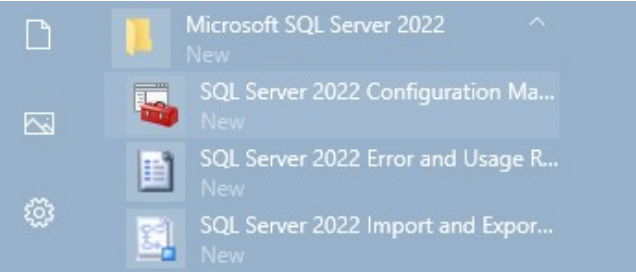 Microsoft SQL Server 2022
New
SQL Server 2022 Configuration Ma...
New
SQL Server 2022 Error and Usage R...
New
SQL Server 2022 Import and Expor...
New